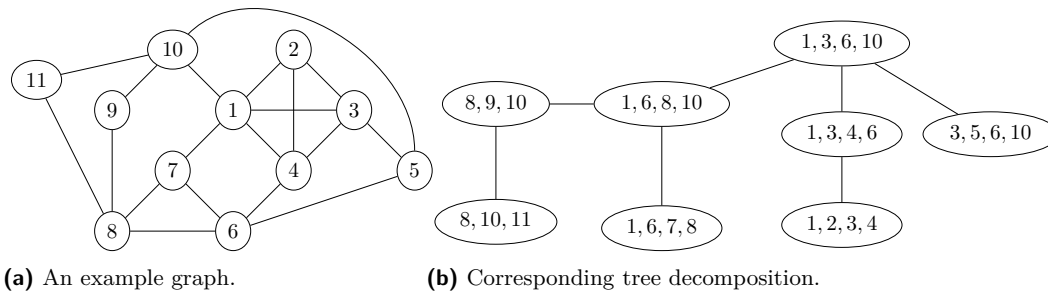 10
2
1, 3, 6, 10
11
9
1
3
8, 9, 10
1, 6, 8, 10
7
4
5
1, 3, 4, 6
3, 5, 6, 10
8
6
8, 10, 11
1, 6, 7, 8
1, 2, 3, 4
(a) An example graph.
(b) Corresponding tree decomposition.